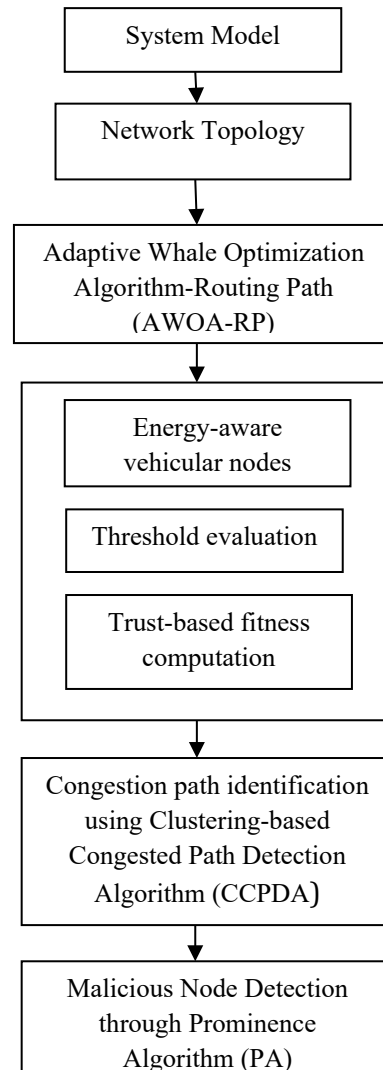 System Model
Network Topology
Adaptive Whale Optimization
Algorithm-Routing Path
(AWOA-RP)
Energy-aware
vehicular nodes
Threshold evaluation
Trust-based fitness
computation
Congestion path identification
using Clustering-based
Congested Path Detection
Algorithm (CCPDA)
Malicious Node Detection
through Prominence
Algorithm (PA)